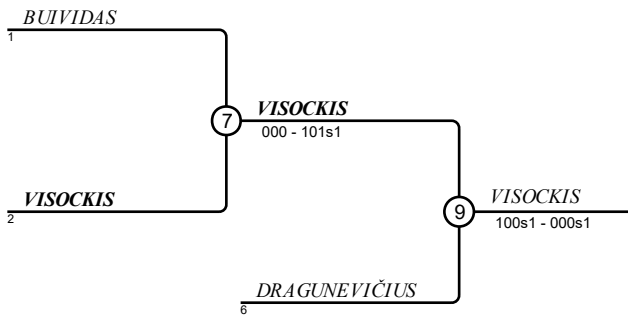 BUIVIDAS
1
7
VISOCKIS
000 - 101s1
VISOCKIS
2
9
VISOCKIS
100s1 - 000s1
DRAGUNEVIČIUS
6